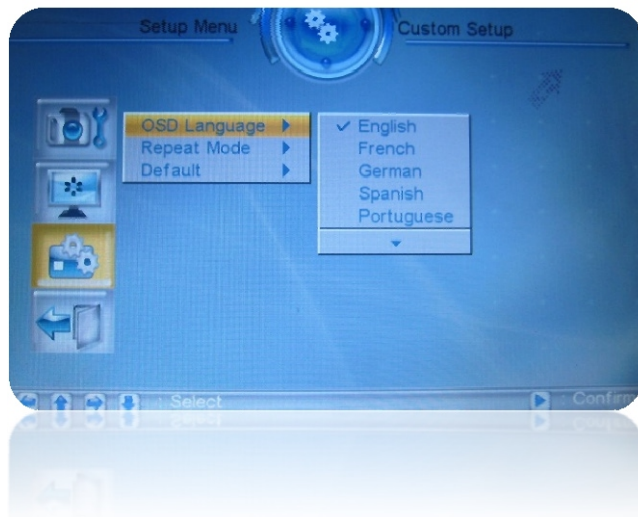 Setup Menu
Custom Setup
OSD Language
Repeat Mode
Default
English
French
German
Spanish
Portuguese
: Select
: Confirm